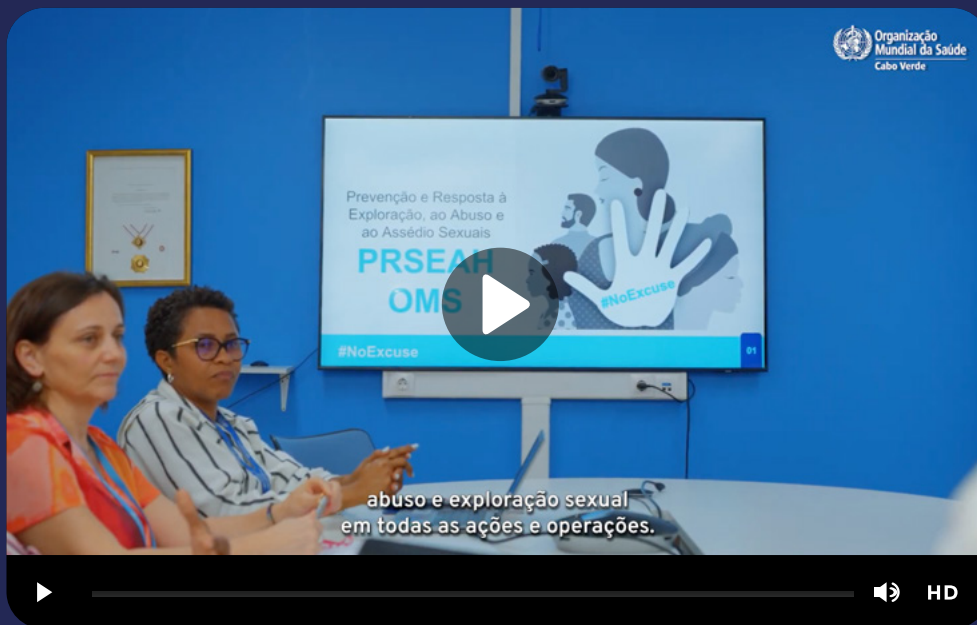 Organização
Mundial da Saúde
Cabo Verde
Prevenção e Resposta à
Exploração, ao Abuso e
ao Assédio Sexuais
PRSEAH
OMS
#NoExcuse
#NoExcuse
01
abuso e exploração sexual
em todas as ações e operações.
HD